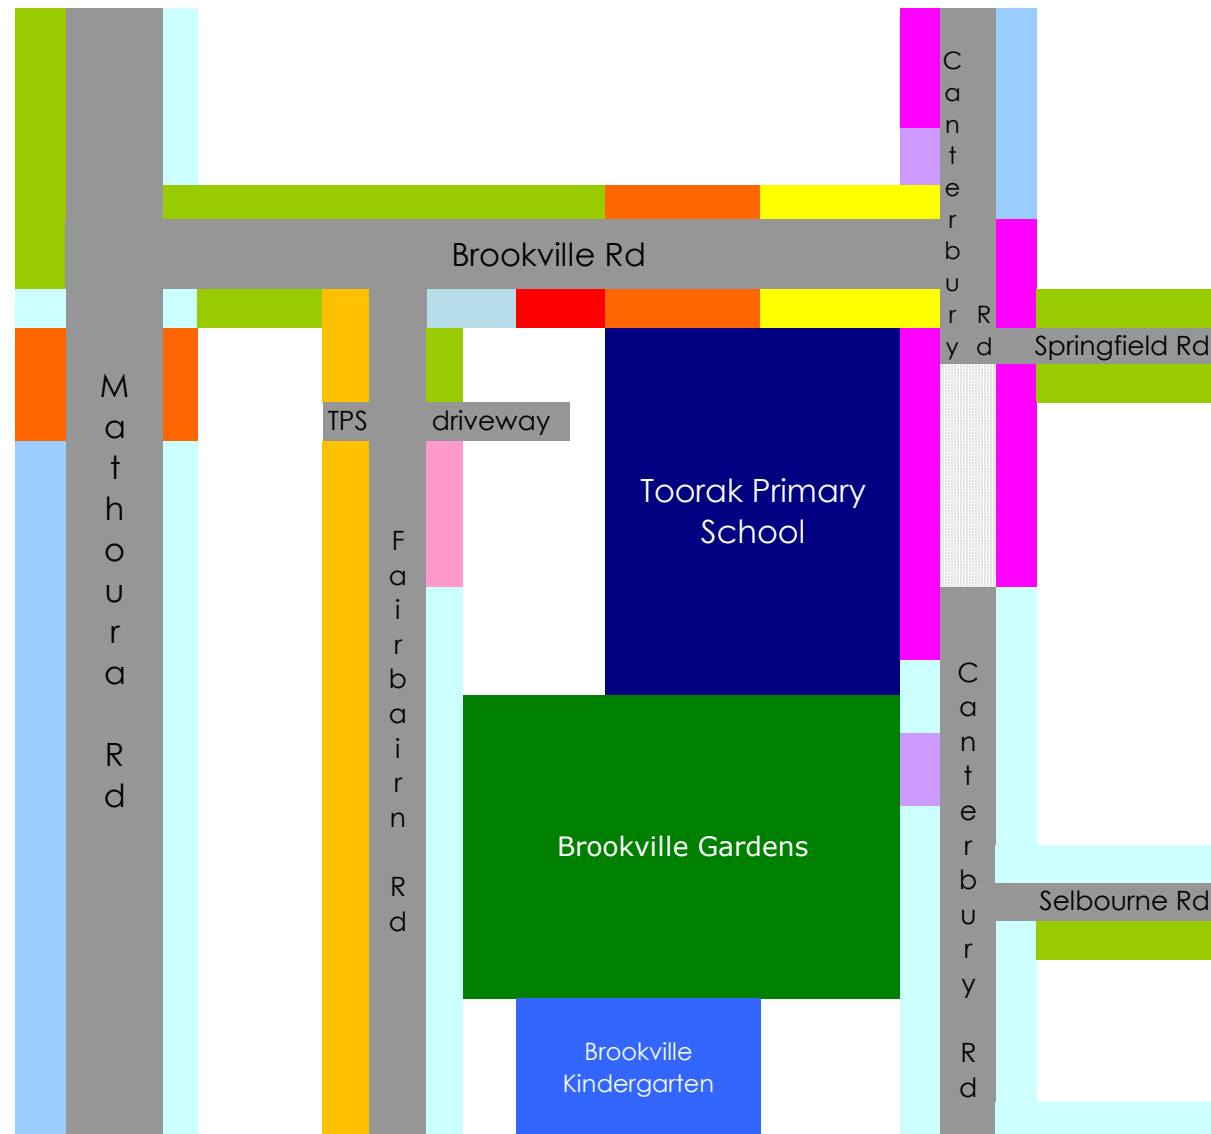 Canterbury Rd
Brookville Rd
Springfield Rd
Mathoura Rd
TPS driveway
Toorak Primary
School
Fairbairn Rd
Canterbury Rd
Brookville Gardens
Selbourne Rd
Brookville
Kindergarten